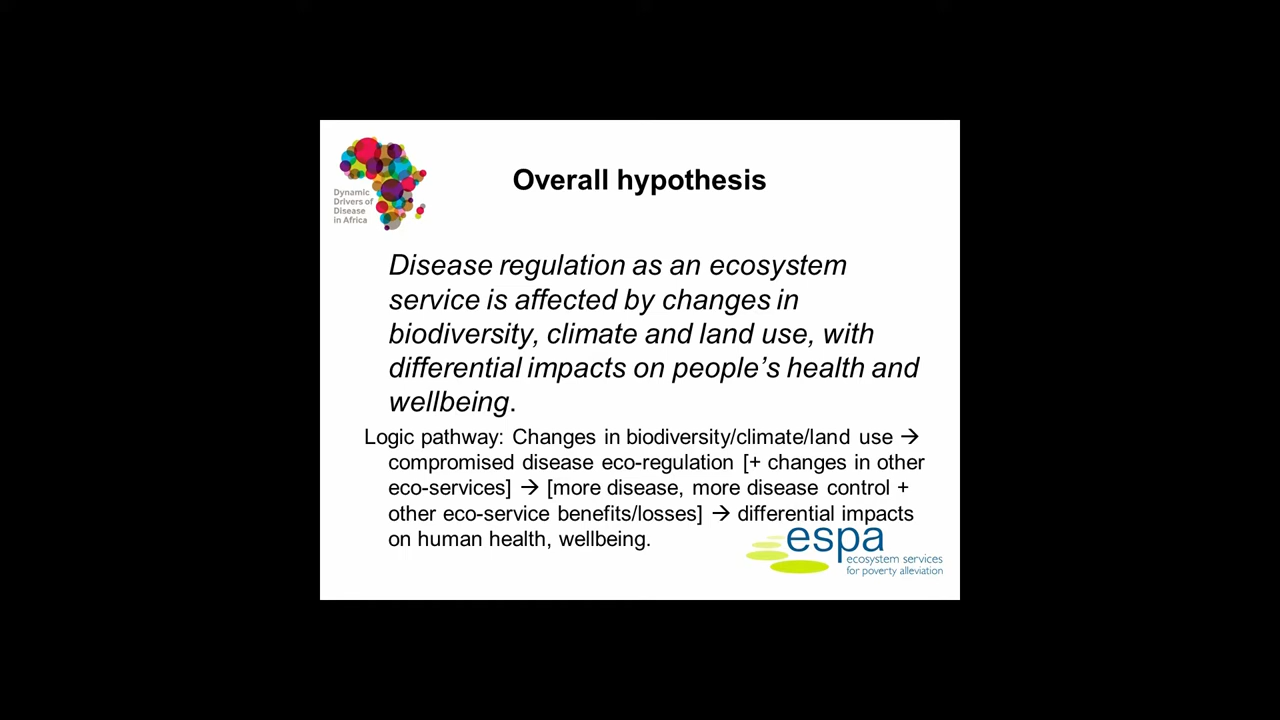 Dynamic
Drivers of
Disease
in Africa
Overall hypothesis
Disease regulation as an ecosystem
service is affected by changes in
biodiversity, climate and land use, with
differential impacts on people’s health and
wellbeing.
Logic pathway: Changes in biodiversity/climate/land use →
compromised disease eco-regulation [+ changes in other
eco-services] → [more disease, more disease control +
other eco-service benefits/losses] → differential impacts
on human health, wellbeing.
espa
ecosystem services
for poverty alleviation